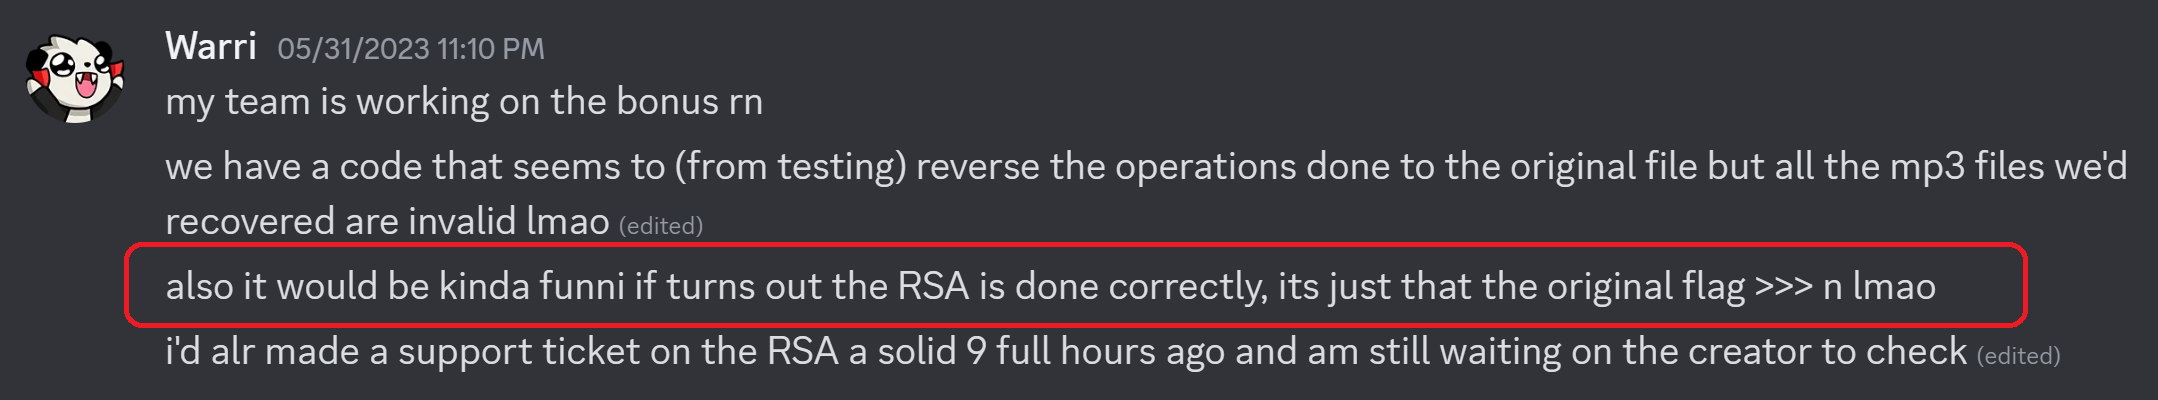 Warri 05/31/2023 11:10 PM
my team is working on the bonus rn
we have a code that seems to (from testing) reverse the operations done to the original file but all the mp3 files we'd
recovered are invalid lmao (edited)
also it would be kinda funni if turns out the RSA is done correctly, its just that the original flag >>> n lmao
i'd alr made a support ticket on the RSA a solid 9 full hours ago and am still waiting on the creator to check (edited)